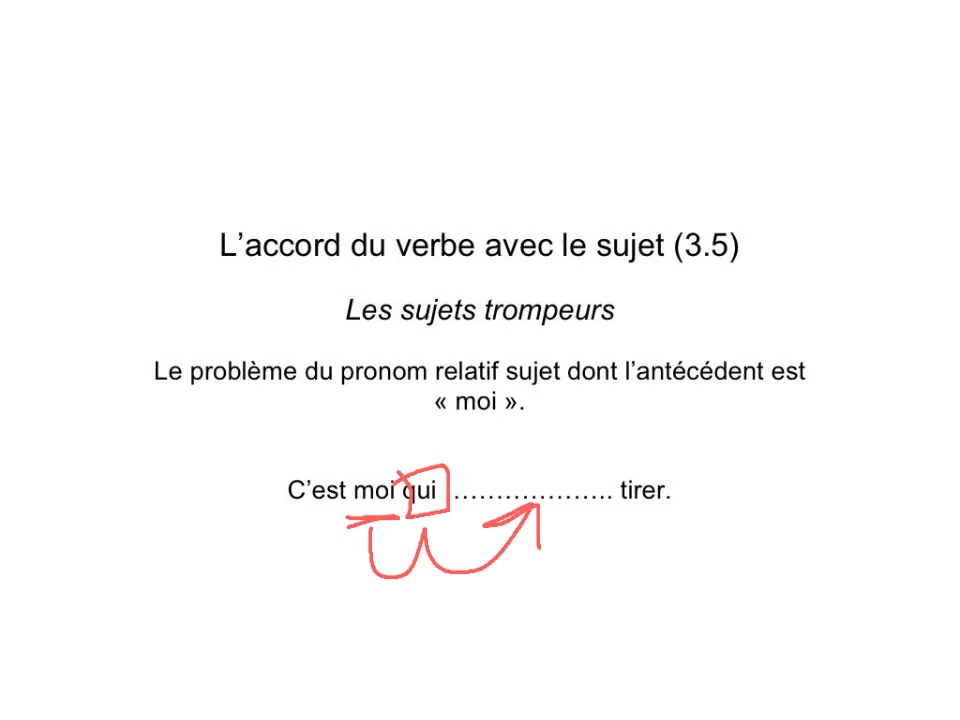 L’accord du verbe avec le sujet (3.5)
Les sujets trompeurs
Le problème du pronom relatif sujet dont l’antécédent est
« moi ».
C’est moi qui ……………….. tirer.